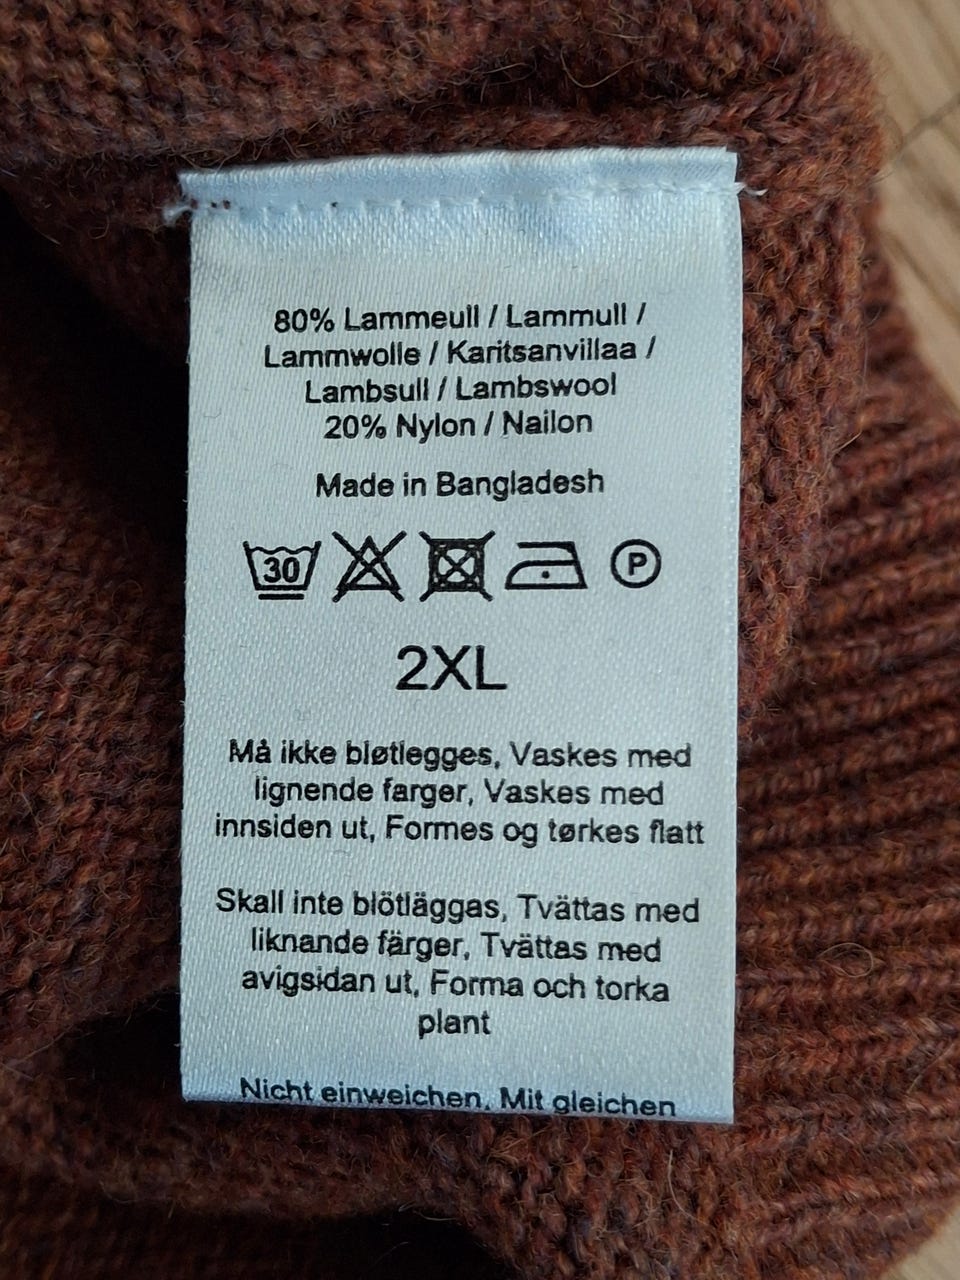 80% Lammeull / Lammull /
Lammwolle / Karitsanvillaa /
Lambsull / Lambswool
20% Nylon / Nailon
Made in Bangladesh
30 P
2XL
Må ikke bløtlegges, Vaskes med
lignende farger, Vaskes med
innsiden ut, Formes og tørkes flatt
Skall inte blötläggas, Tvättas med
liknande färger, Tvättas med
avigsidan ut, Forma och torka
plant
Nicht einweichen, Mit gleichen